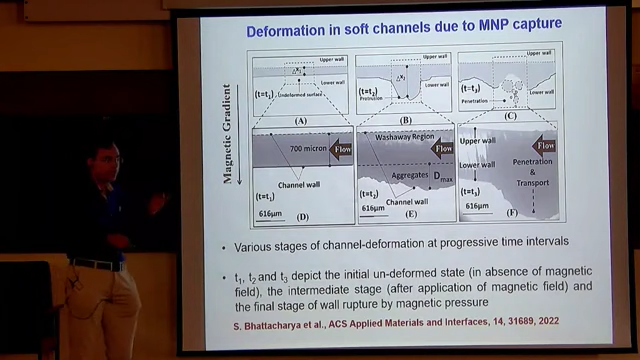 Deformation in soft channels due to MNP capture
Upper wall
Upper wall
Upper wall
ΔX₁
Lower wall
ΔX₂
Lower wall
Lower wall
(t=t₁)
Undeformed surface
(t=t₂)
Protrusion
(t=t₃)
Penetration
(A)
(B)
(C)
Magnetic Gradient
700 micron
Flow
Channel wall
(t=t₁)
616μm
(D)
Washaway Region
Flow
Aggregates
Dmax
(t=t₂)
Channel wall
616μm
(E)
Upper wall
Flow
Lower wall
Penetration
&
Transport
(t=t₃)
616μm
(F)
• Various stages of channel-deformation at progressive time intervals
• t₁, t₂ and t₃ depict the initial un-deformed state (in absence of magnetic
field), the intermediate stage (after application of magnetic field) and
the final stage of wall rupture by magnetic pressure
S. Bhattacharya et al., ACS Applied Materials and Interfaces, 14, 31689, 2022